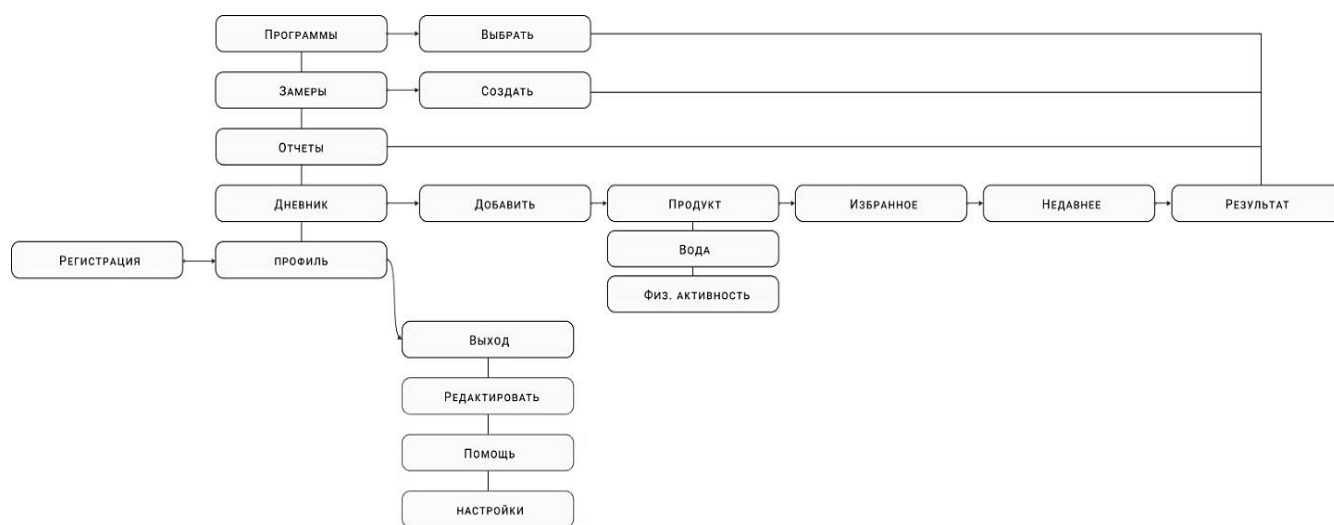 Программы
Выбрать
Замеры
Создать
Отчеты
Дневник
Добавить
Продукт
Избранное
Недавнее
Результат
Регистрация
профиль
Вода
Физ. активность
Выход
Редактировать
Помощь
настройки